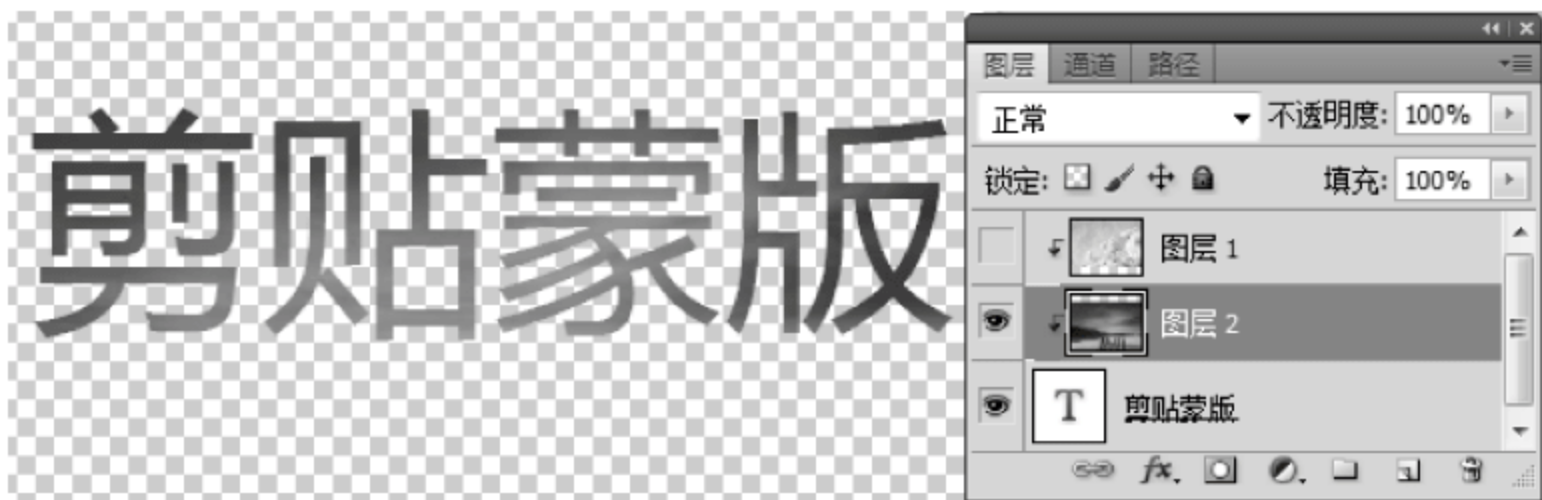 剪贴蒙版
图层 通道 路径
正常 不透明度: 100%
锁定: 填充: 100%
图层 1
图层 2
T 剪贴蒙版
fx